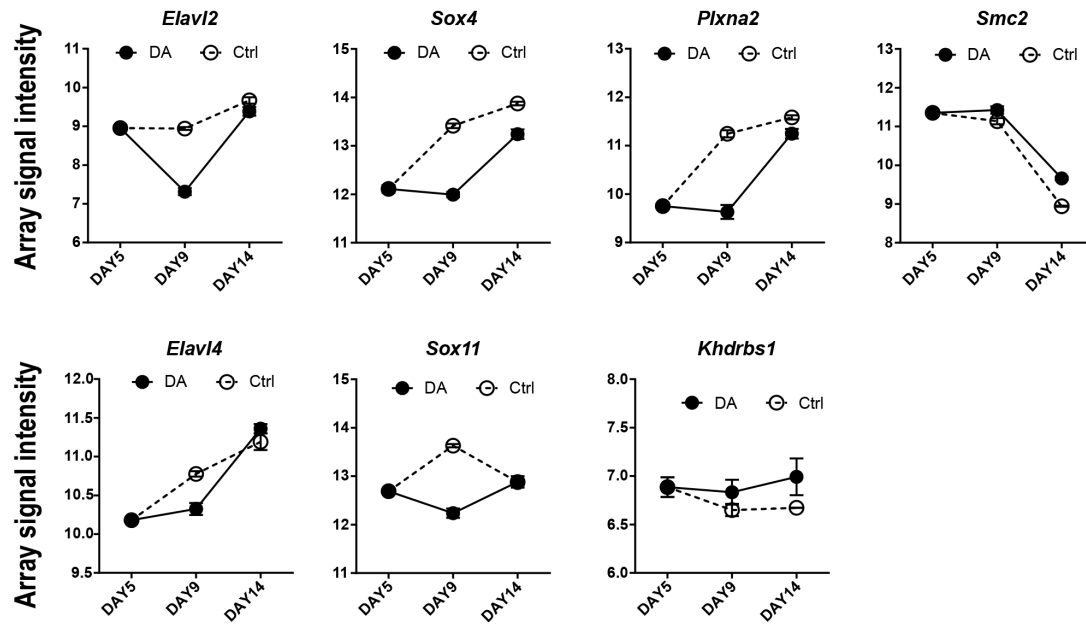 Elavl2
Array signal intensity
DA Ctrl
11
10
9
8
7
6
DAY5
DAY9
DAY14
Sox4
DA Ctrl
15
14
13
12
11
DAY5
DAY9
DAY14
Plxna2
DA Ctrl
13
12
11
10
9
DAY5
DAY9
DAY14
Smc2
DA Ctrl
13
12
11
10
9
8
DAY5
DAY9
DAY14
Elavl4
Array signal intensity
DA Ctrl
12.0
11.5
11.0
10.5
10.0
9.5
DAY5
DAY9
DAY14
Sox11
DA Ctrl
15
14
13
12
11
DAY5
DAY9
DAY14
Khdrbs1
DA Ctrl
8.0
7.5
7.0
6.5
6.0
DAY5
DAY9
DAY14